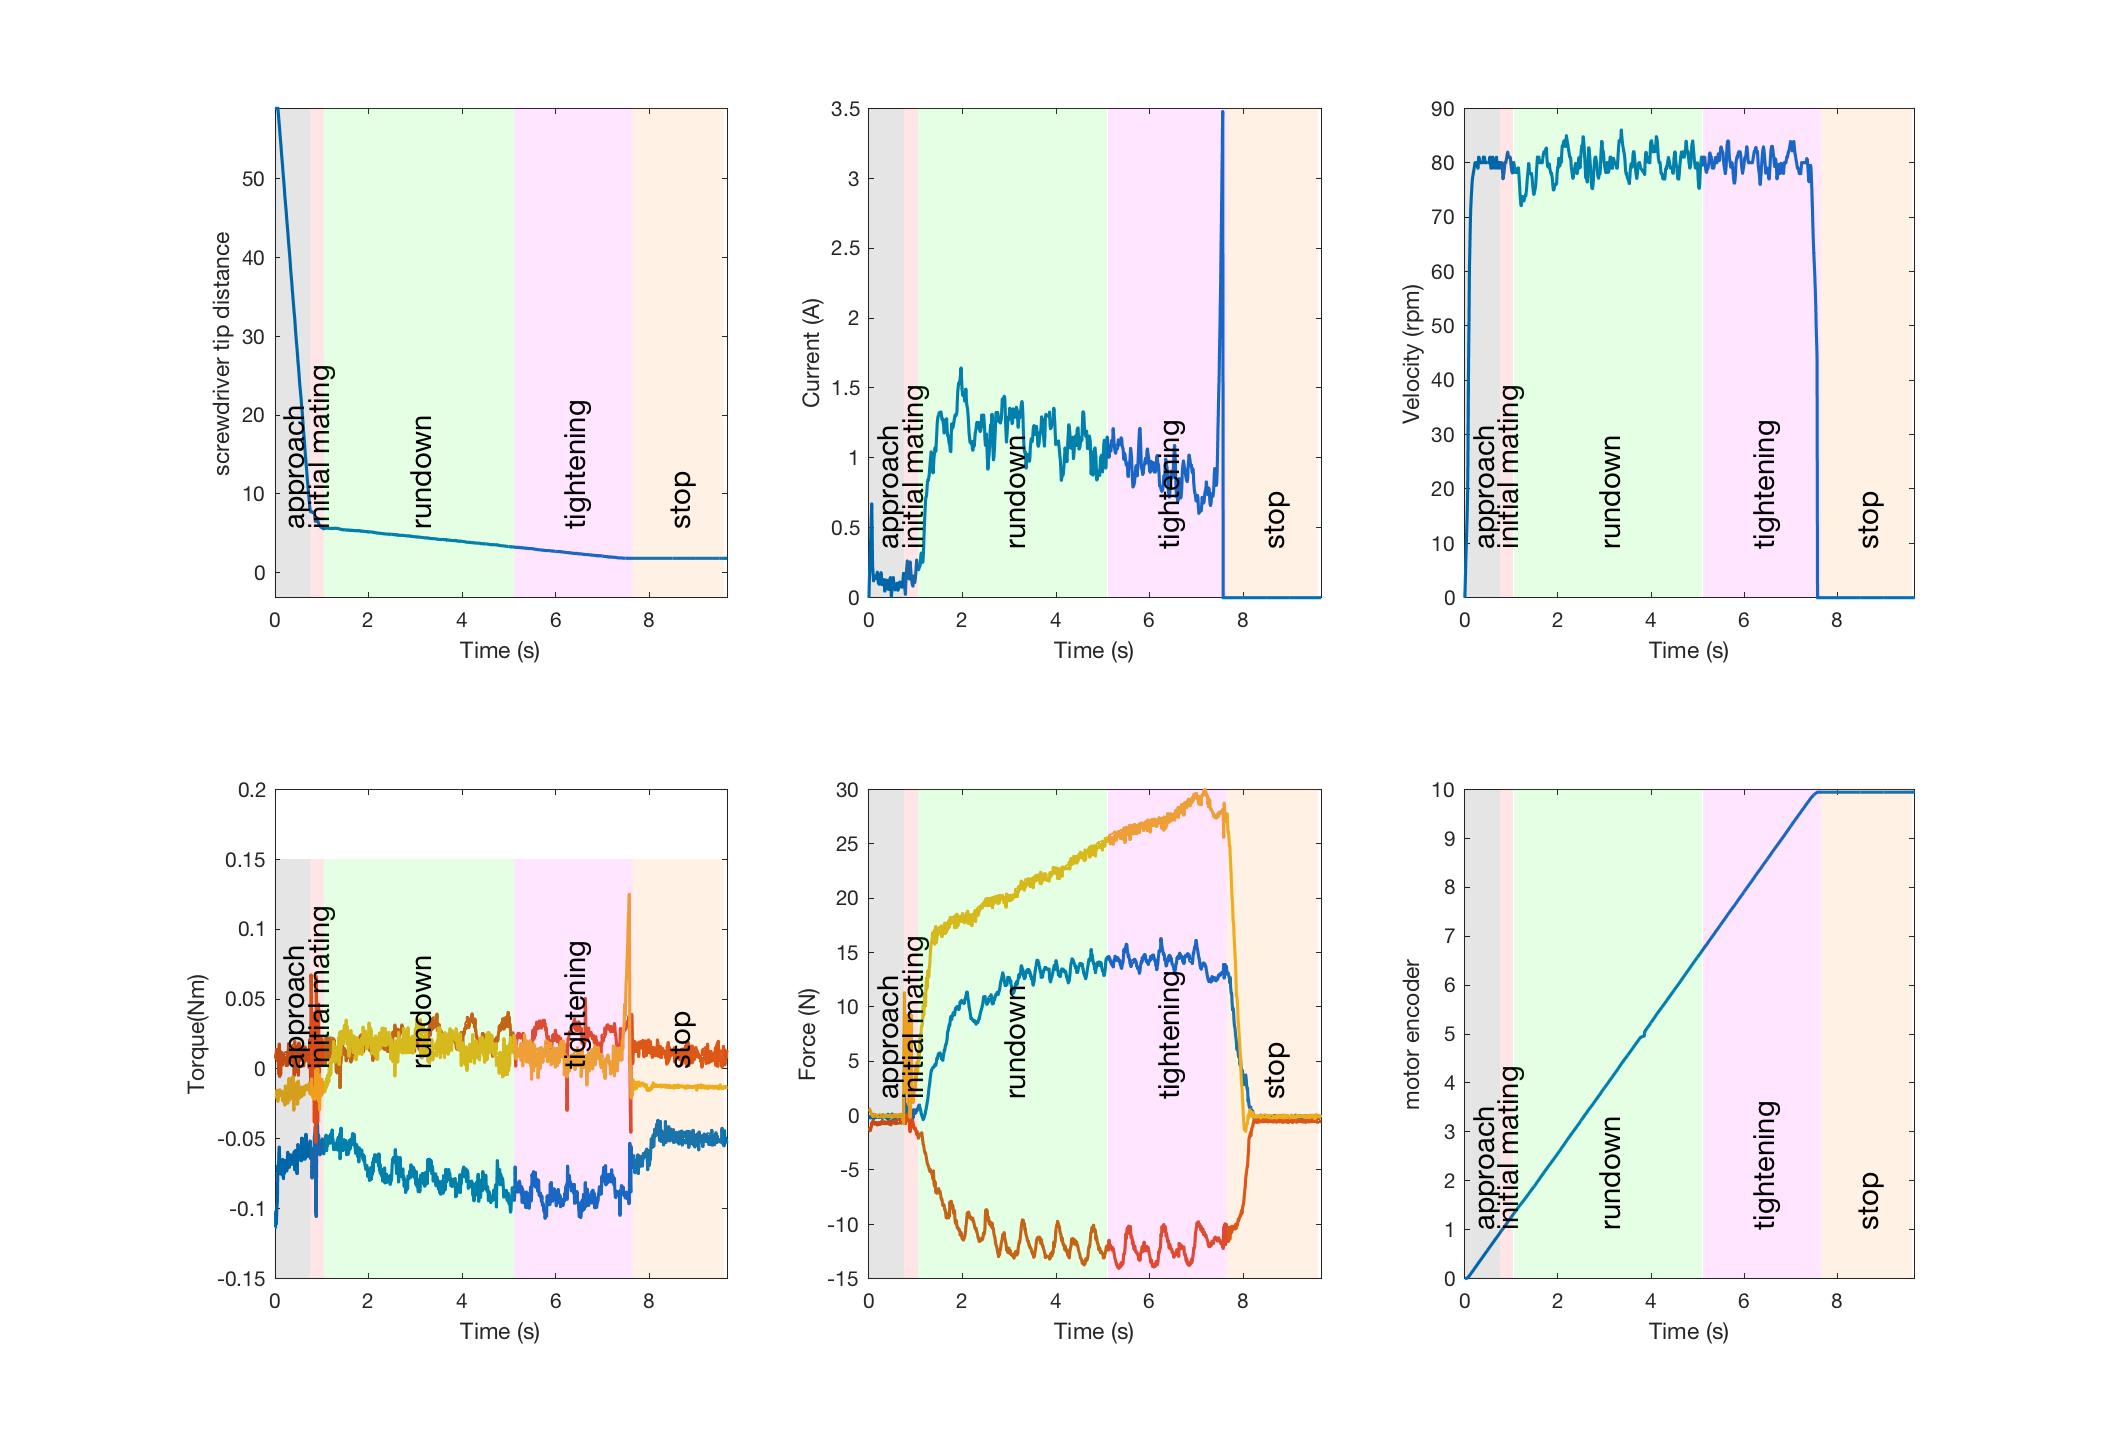 screwdriver tip distance
50
40
30
20
10
0
approach
initial mating
rundown
tightening
stop
0 2 4 6 8
Time (s)
Current (A)
3.5
3
2.5
2
1.5
1
0.5
0
approach
initial mating
rundown
tightening
stop
0 2 4 6 8
Time (s)
Velocity (rpm)
90
80
70
60
50
40
30
20
10
0
approach
initial mating
rundown
tightening
stop
0 2 4 6 8
Time (s)
Torque(Nm)
0.2
0.15
0.1
0.05
0
-0.05
-0.1
-0.15
approach
initial mating
rundown
tightening
stop
0 2 4 6 8
Time (s)
Force (N)
30
25
20
15
10
5
0
-5
-10
-15
approach
initial mating
rundown
tightening
stop
0 2 4 6 8
Time (s)
motor encoder
10
9
8
7
6
5
4
3
2
1
0
approach
initial mating
rundown
tightening
stop
0 2 4 6 8
Time (s)